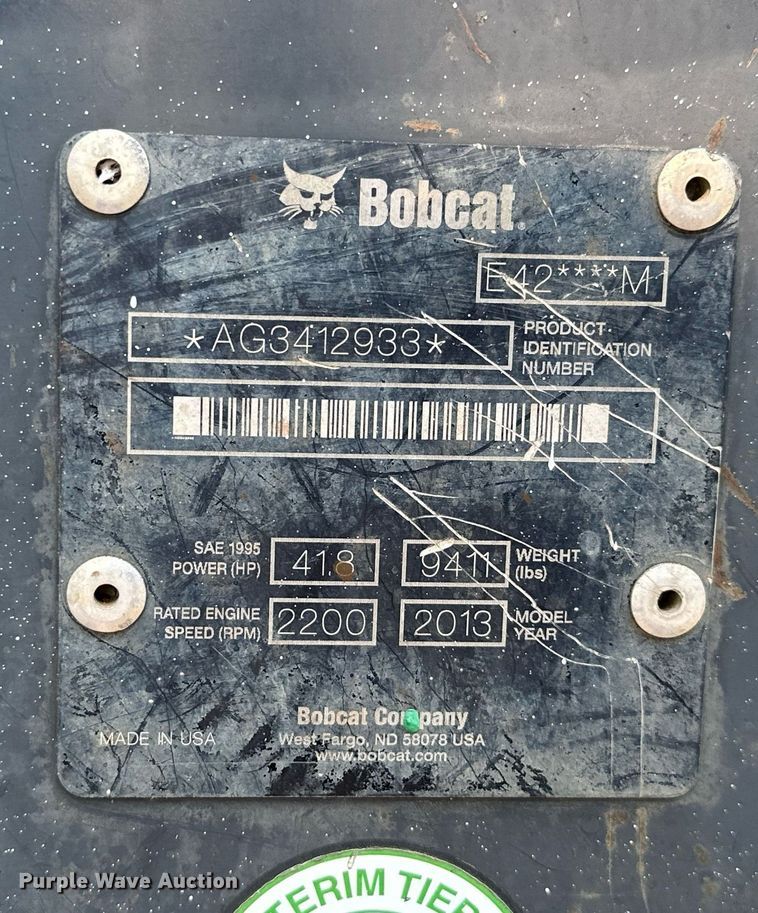 Bobcat®
E42****M
*AG3412933*
PRODUCT
IDENTIFICATION
NUMBER
SAE 1995
POWER (HP)
41.8
9411
WEIGHT
(lbs)
RATED ENGINE
SPEED (RPM)
2200
2013
MODEL
YEAR
Bobcat Company
MADE IN USA
West Fargo, ND 58078 USA
www.bobcat.com
Purple Wave Auction
TERIM TIER